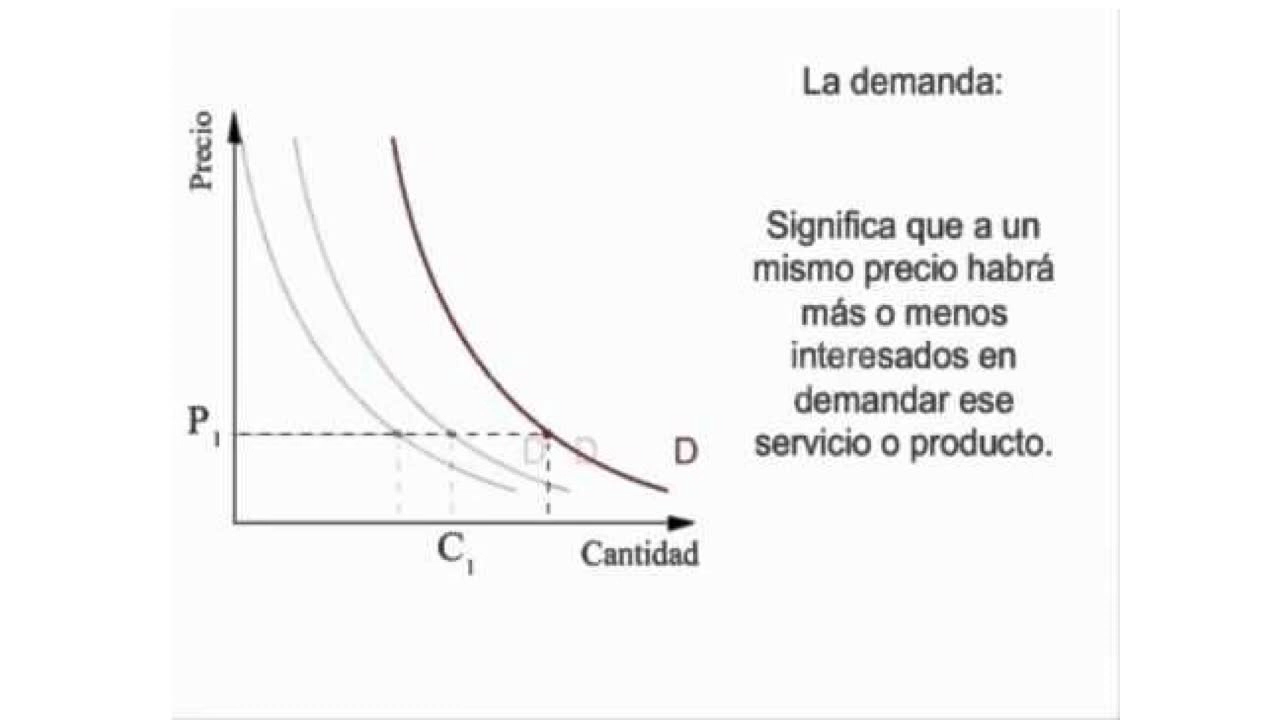 La demanda:
Precio
Significa que a un
mismo precio habrá
más o menos
interesados en
demandar ese
servicio o producto.
P1
D D D
C1
Cantidad